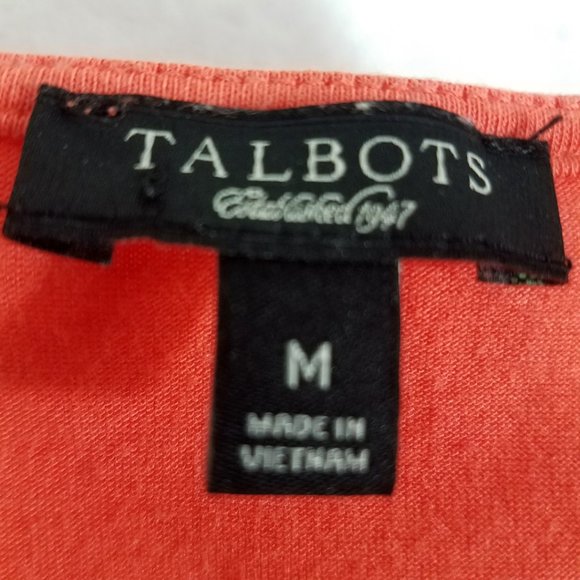 TALBOTS
Established 1947
M
MADE IN
VIETNAM